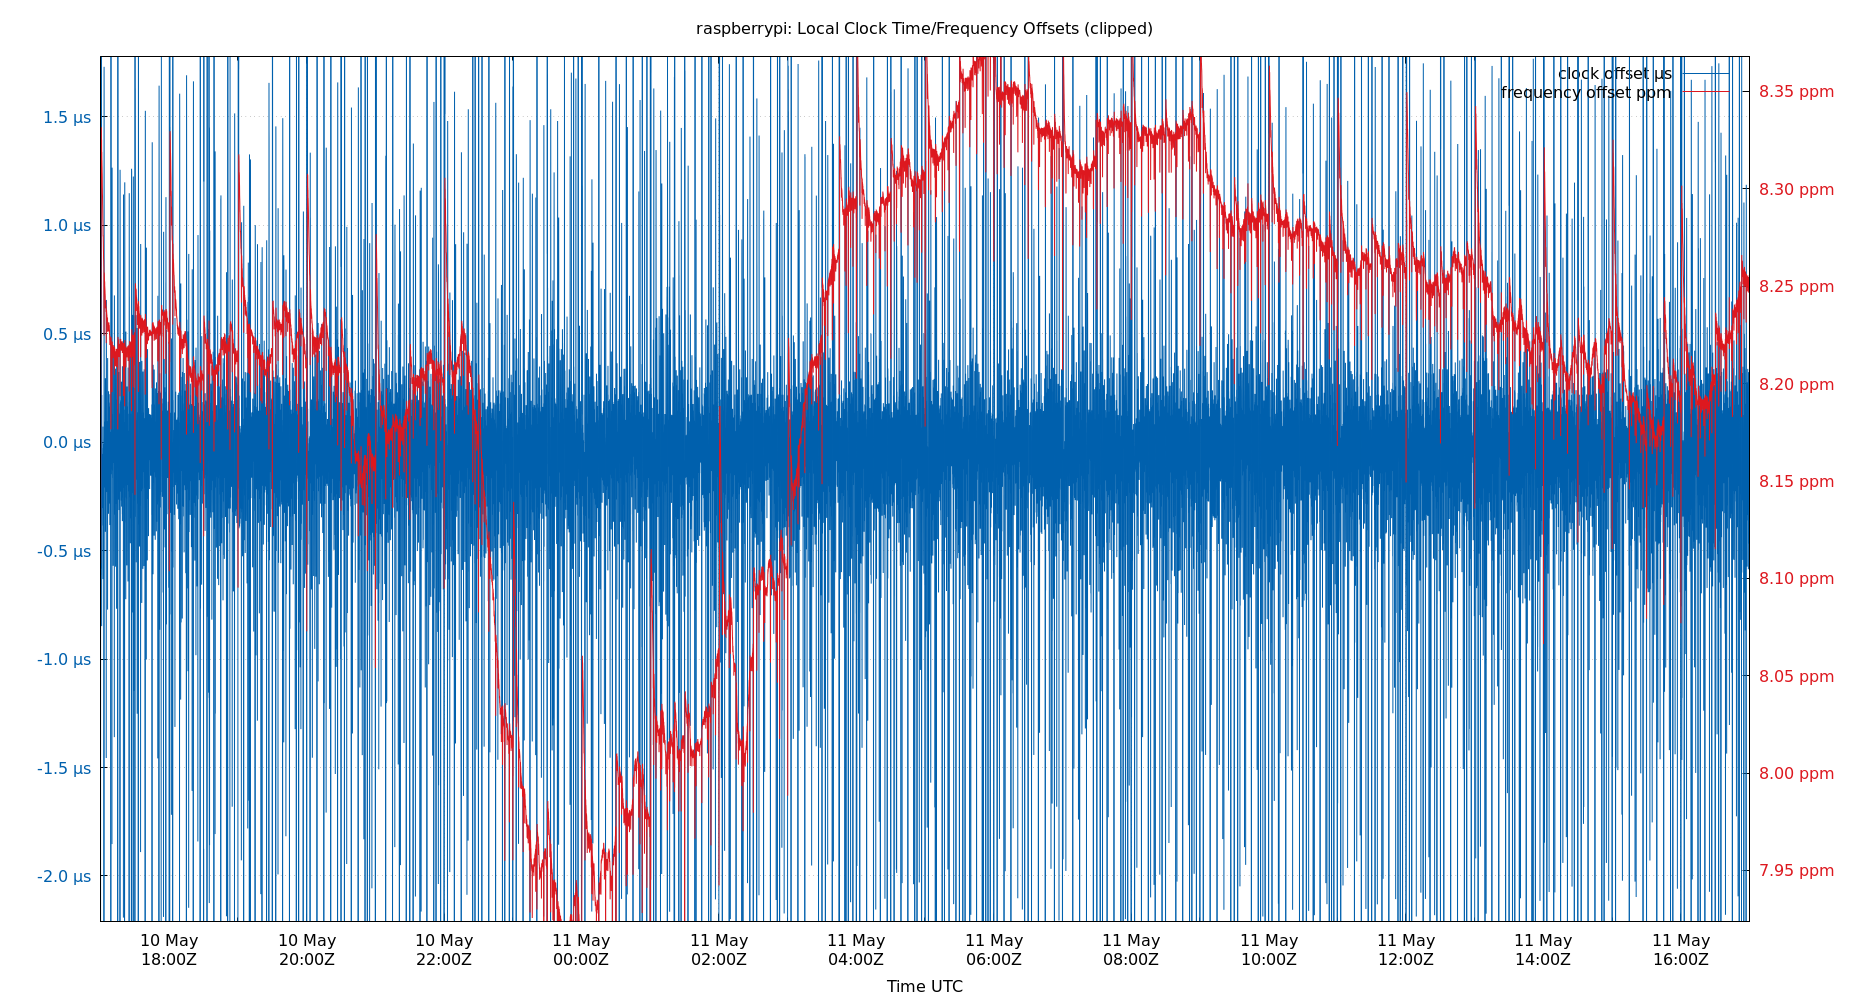 raspberrypi: Local Clock Time/Frequency Offsets (clipped)
clock offset µs
frequency offset ppm
1.5 µs
1.0 µs
0.5 µs
0.0 µs
-0.5 µs
-1.0 µs
-1.5 µs
-2.0 µs
8.35 ppm
8.30 ppm
8.25 ppm
8.20 ppm
8.15 ppm
8.10 ppm
8.05 ppm
8.00 ppm
7.95 ppm
10 May 10 May 10 May 11 May 11 May 11 May 11 May 11 May 11 May 11 May 11 May 11 May
18:00Z 20:00Z 22:00Z 00:00Z 02:00Z 04:00Z 06:00Z 08:00Z 10:00Z 12:00Z 14:00Z 16:00Z
Time UTC